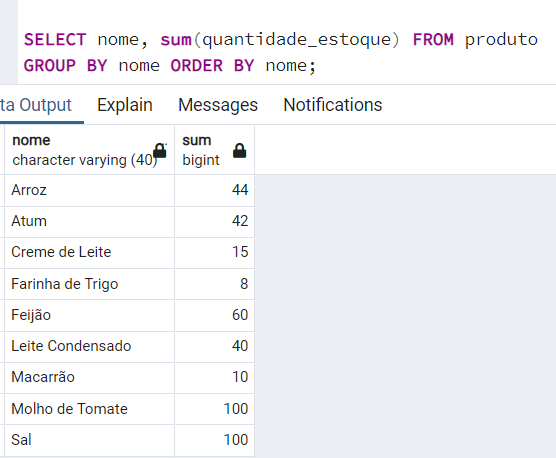 SELECT nome, sum(quantidade_estoque) FROM produto
GROUP BY nome ORDER BY nome;
ta Output Explain Messages Notifications
nome sum
character varying (40) bigint
Arroz 44
Atum 42
Creme de Leite 15
Farinha de Trigo 8
Feijão 60
Leite Condensado 40
Macarrão 10
Molho de Tomate 100
Sal 100